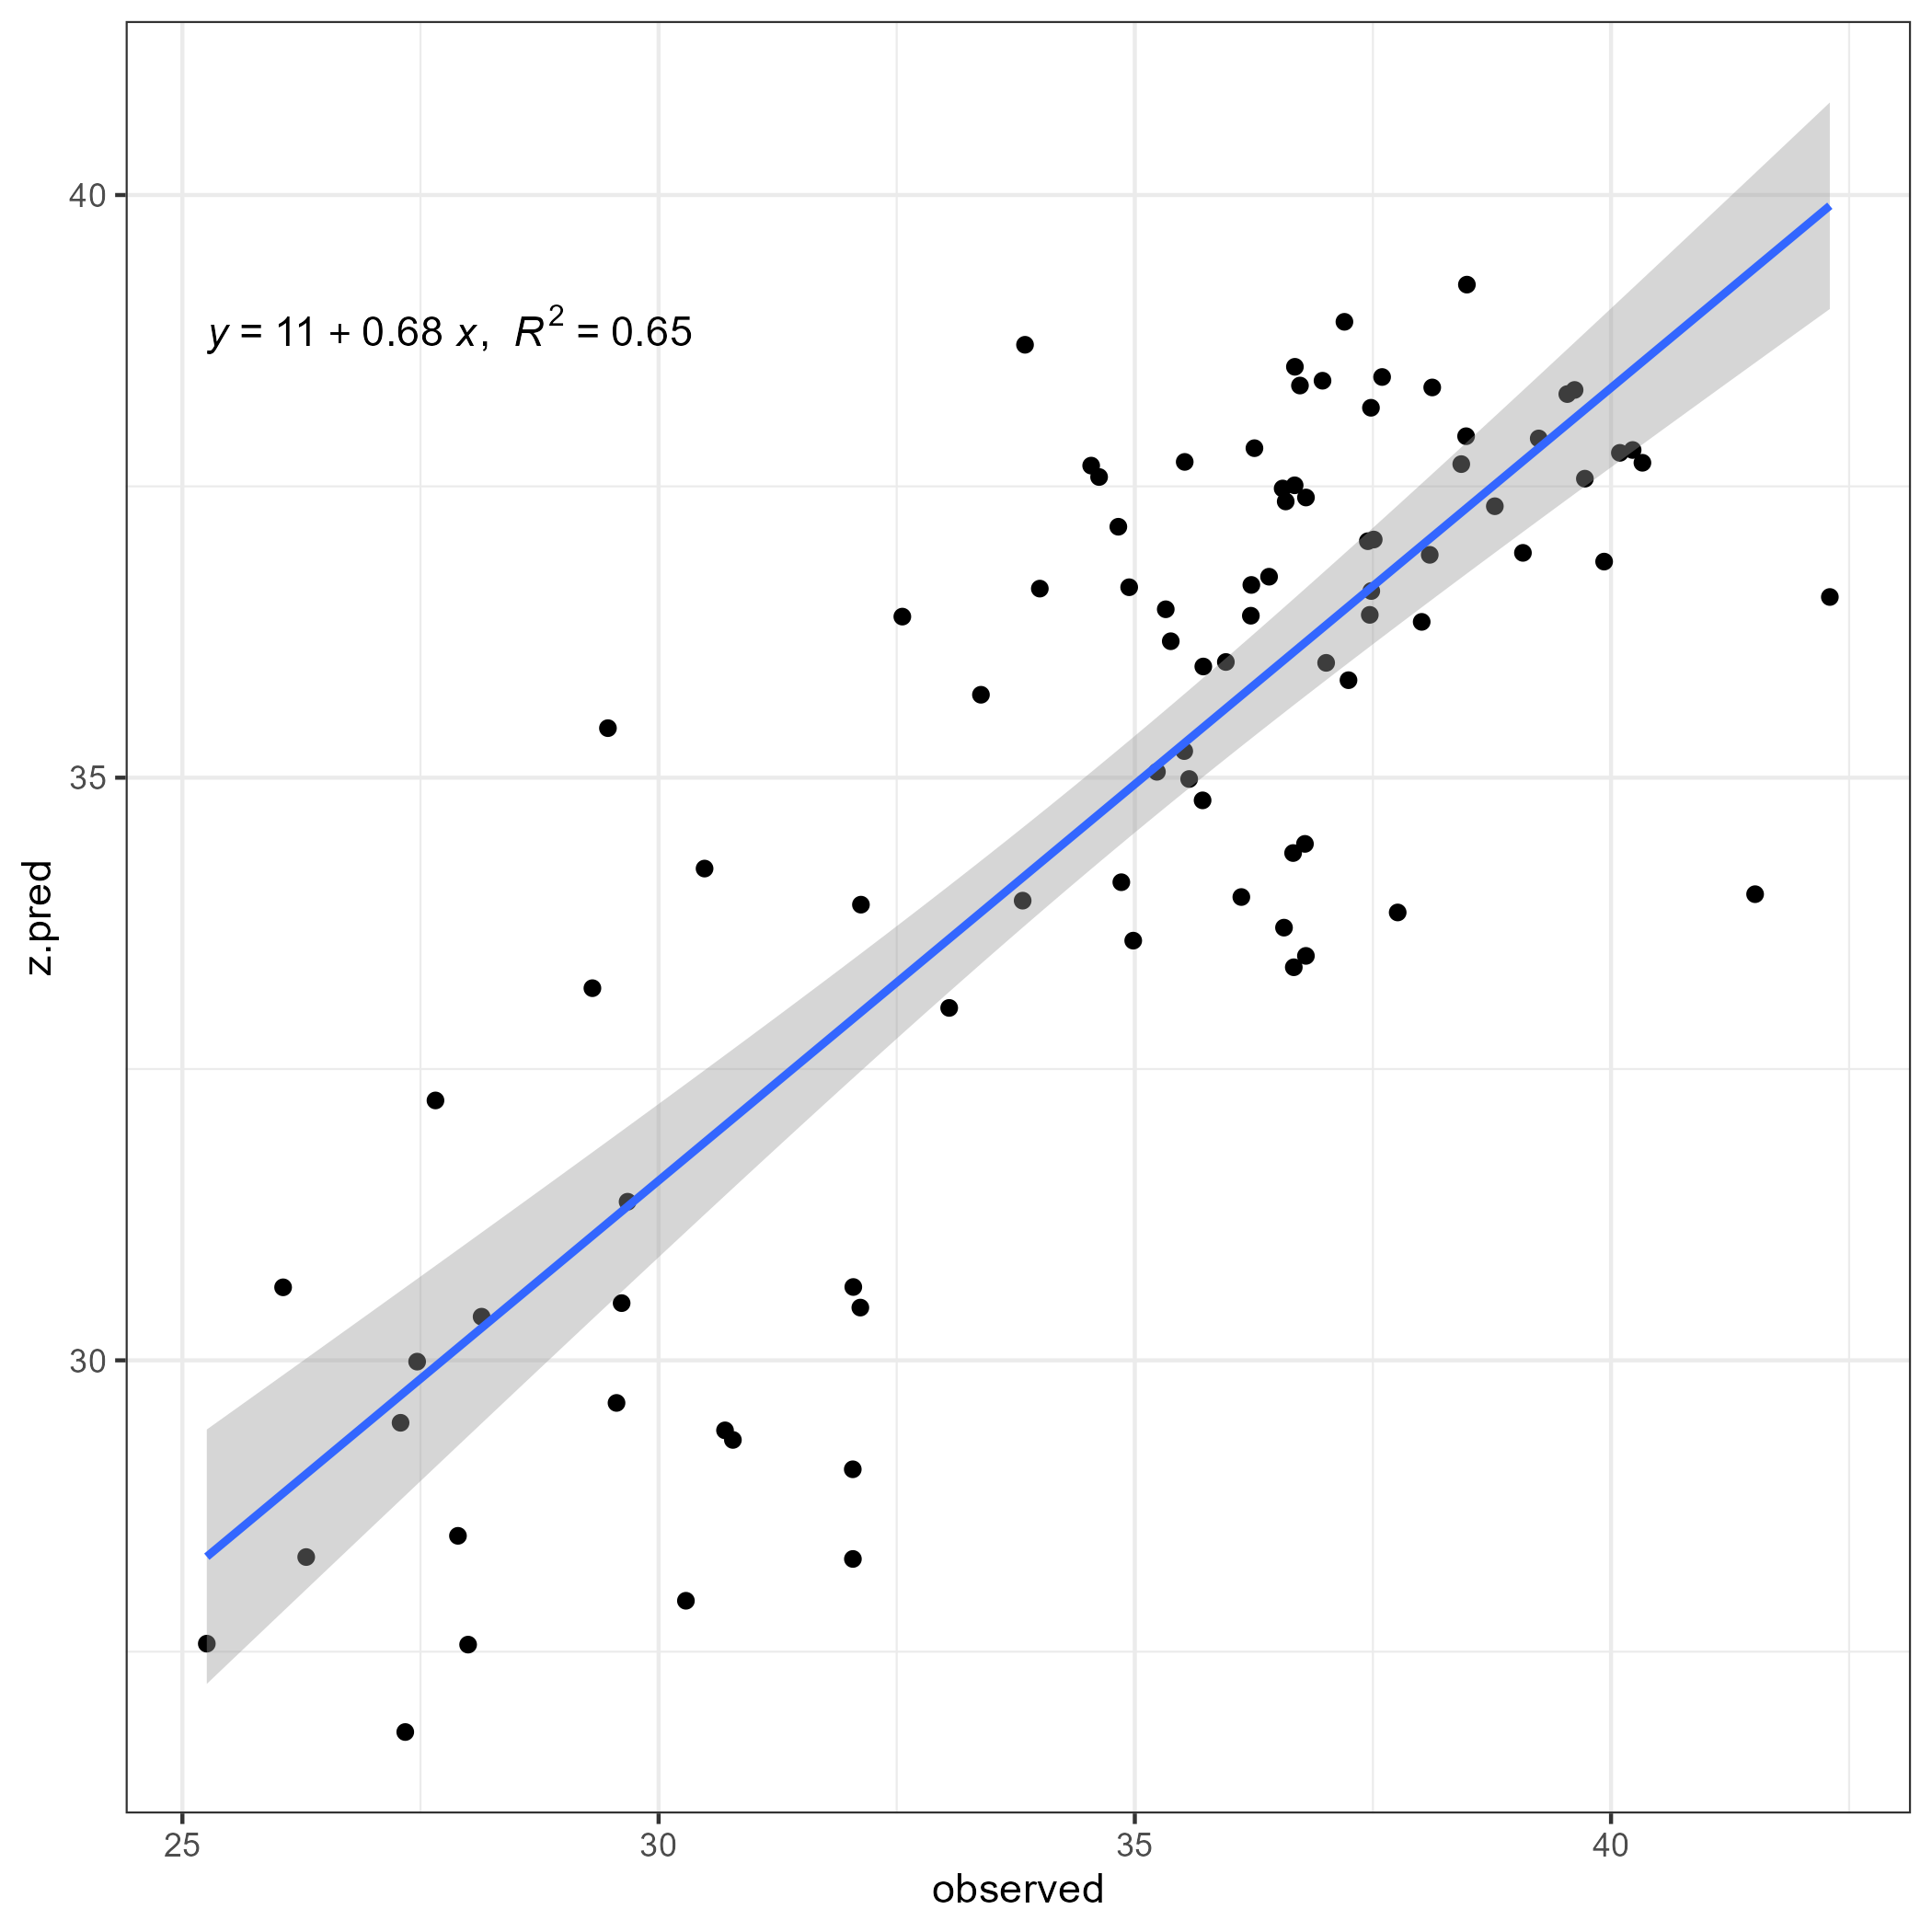 y = 11 + 0.68 x, R² = 0.65
40
35
30
z.pred
25 30 35 40
observed